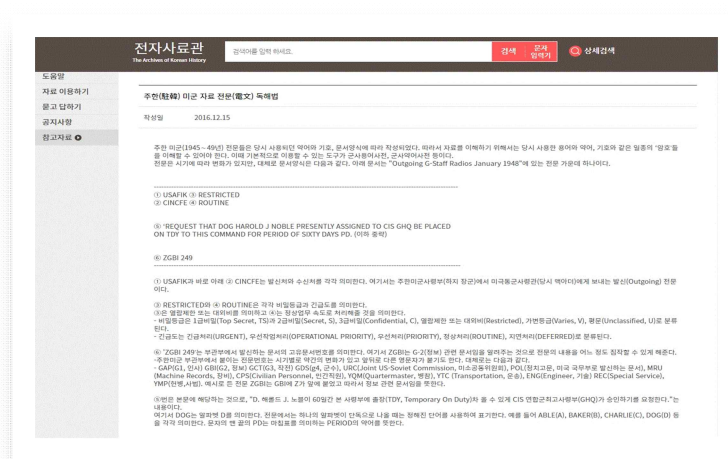 전자사료관
The Archives of Korean History
검색어를 입력 하세요.
검색
문자
입력기
상세검색
도움말
자료 이용하기
묻고 답하기
공지사항
참고자료
주한(駐韓) 미군 자료 전문(電文) 독해법
작성일 2016.12.15
주한 미군(1945~49년) 전문들은 당시 사용되던 약어와 기호, 문서양식에 따라 작성되었다. 따라서 자료를 이해하기 위해서는 당시 사용한 용어와 약어, 기호와 같은 일종의 '암호'들
을 이해할 수 있어야 한다. 이때 기본적으로 이용할 수 있는 도구가 군사용어사전, 군사약어사전 등이다.
전문은 시기에 따라 변화가 있지만, 대체로 문서양식은 다음과 같다. 아래 문서는 "Outgoing G-Staff Radios January 1948"에 있는 전문 가운데 하나이다.
① USAFIK ③ RESTRICTED
② CINCFE ④ ROUTINE
⑤ "REQUEST THAT DOG HAROLD J NOBLE PRESENTLY ASSIGNED TO CIS GHQ BE PLACED
ON TDY TO THIS COMMAND FOR PERIOD OF SIXTY DAYS PD. (이하 중략)
⑥ ZGBI 249
① USAFIK과 바로 아래 ② CINCFE는 발신처와 수신처를 각각 의미한다. 여기서는 주한미군사령부(하지 장군)에서 미극동군사령관(당시 맥아더)에게 보내는 발신(Outgoing) 전문
이다.
③ RESTRICTED와 ④ ROUTINE은 각각 비밀등급과 긴급도를 의미한다.
③은 열람제한 또는 대외비를 의미하고 ④는 정상업무 속도로 처리해줄 것을 의미한다.
- 비밀등급은 1급비밀(Top Secret, TS)과 2급비밀(Secret, S), 3급비밀(Confidential, C), 열람제한 또는 대외비(Restricted), 가변등급(Varies, V), 평문(Unclassified, U)로 분류
된다.
- 긴급도는 긴급처리(URGENT), 우선작업처리(OPERATIONAL PRIORITY), 우선처리(PRIORITY), 정상처리(ROUTINE), 지연처리(DEFERRED)로 분류된다.
⑥ 'ZGBI 249'는 부관부에서 발신하는 문서의 고유문서번호를 의미한다. 여기서 ZGBI는 G-2(정보) 관련 문서임을 알려주는 것으로 전문의 내용을 어느 정도 짐작할 수 있게 해준다.
-주한미군 부관부에서 붙이는 전문번호는 시기별로 약간의 변화가 있고 앞뒤로 다른 영문자가 붙기도 한다. 대체로는 다음과 같다.
- GAP(G1, 인사) GBI(G2, 정보) GCT(G3, 작전) GDS(g4, 군수), URC(Joint US-Soviet Commission, 미소공동위원회), POL(정치고문, 미국 국무부로 발신하는 문서), MRU
(Machine Records, 장비), CPS(Civilian Personnel, 민간직원), YQM(Quartermaster, 병참), YTC (Transportation, 운송), ENG(Engineer, 기술) REC(Special Service),
YMP(헌병,사법). 예시로 든 전문 ZGBI는 GBI에 Z가 앞에 붙었고 따라서 정보 관련 문서임을 뜻한다.
⑤번은 본문에 해당하는 것으로, "D. 해롤드 J. 노블이 60일간 본 사령부에 출장(TDY, Temporary On Duty)차 올 수 있게 CIS 연합군최고사령부(GHQ)가 승인하기를 요청한다."는
내용이다.
여기서 DOG는 알파벳 D를 의미한다. 전문에서는 하나의 알파벳이 단독으로 나올 때는 정해진 단어를 사용하여 표기한다. 예를 들어 ABLE(A), BAKER(B), CHARLIE(C), DOG(D) 등
을 각각 의미한다. 문자의 맨 끝의 PD는 마침표를 의미하는 PERIOD의 약어를 뜻한다.